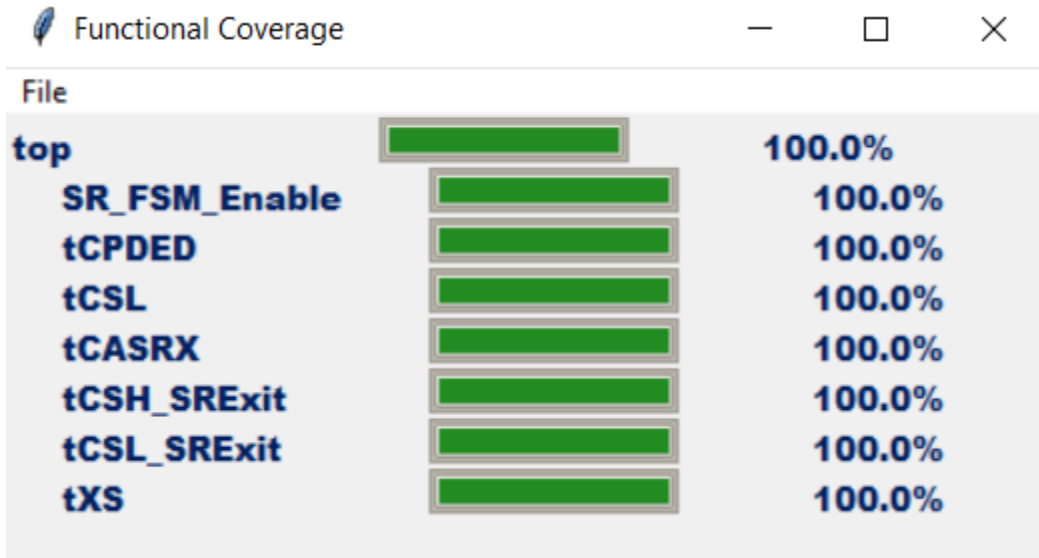 Functional Coverage
File
top 100.0%
SR_FSM_Enable 100.0%
tCPDED 100.0%
tCSL 100.0%
tCASRX 100.0%
tCSH_SRExit 100.0%
tCSL_SRExit 100.0%
tXS 100.0%